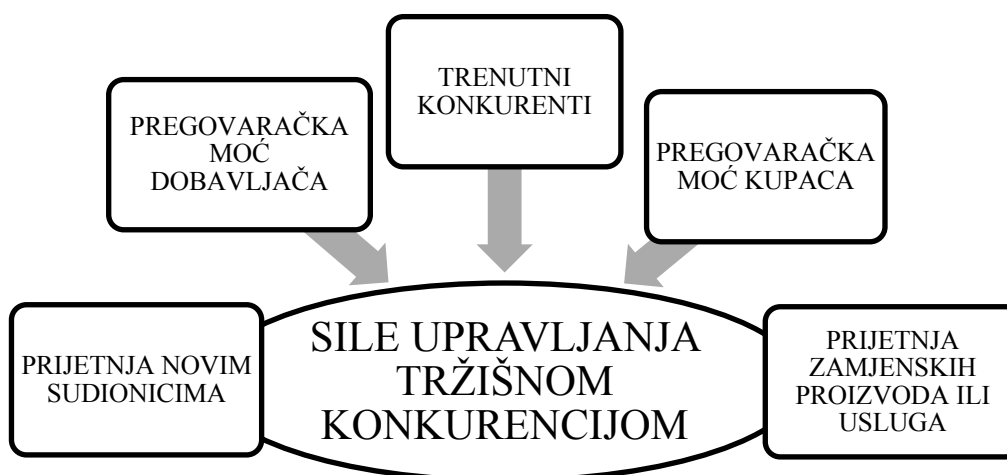 TRENUTNI
KONKURENTI
PREGOVARAČKA
MOĆ
DOBAVLJAČA
PREGOVARAČKA
MOĆ KUPACA
PRIJETNJA NOVIM
SUDIONICIMA
SILE UPRAVLJANJA
TRŽIŠNOM
KONKURENCIJOM
PRIJETNJA
ZAMJENSKIH
PROIZVODA ILI
USLUGA